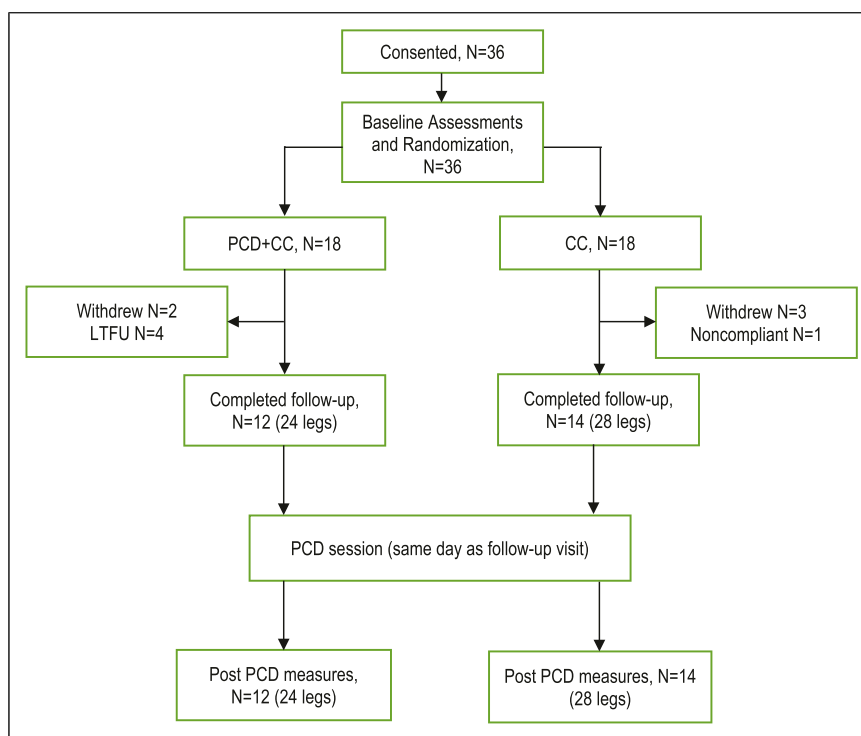 Consented, N=36
Baseline Assessments
and Randomization,
N=36
PCD+CC, N=18
CC, N=18
Withdrew N=2
LTFU N=4
Withdrew N=3
Noncompliant N=1
Completed follow-up,
N=12 (24 legs)
Completed follow-up,
N=14 (28 legs)
PCD session (same day as follow-up visit)
Post PCD measures,
N=12 (24 legs)
Post PCD measures, N=14
(28 legs)